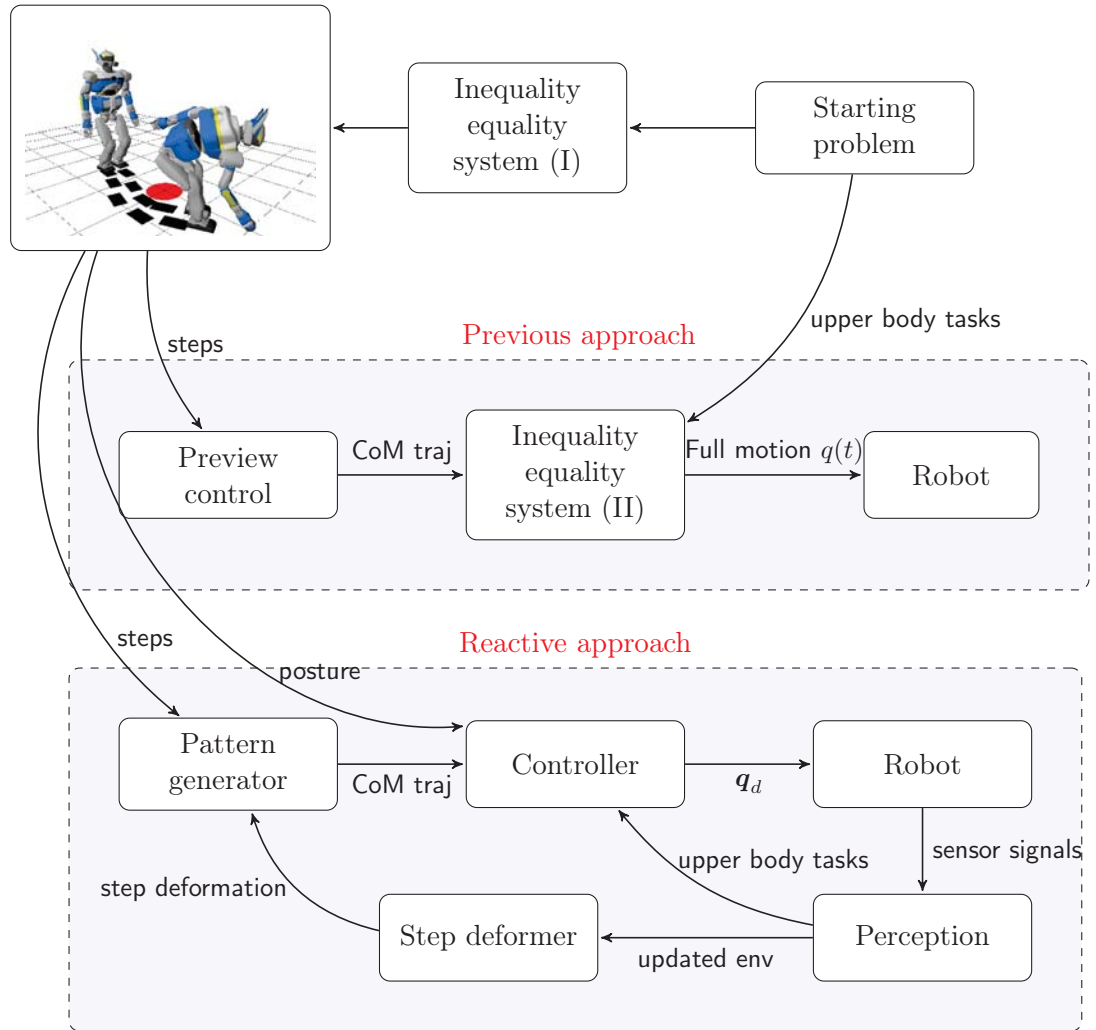 Inequality
equality
system (I)
Starting
problem
upper body tasks
Previous approach
steps
Preview
control
CoM traj
Inequality
equality
system (II)
Full motion q(t)
Robot
steps
Reactive approach
posture
Pattern
generator
CoM traj
Controller
q_d
Robot
upper body tasks
sensor signals
step deformation
Step deformer
updated env
Perception